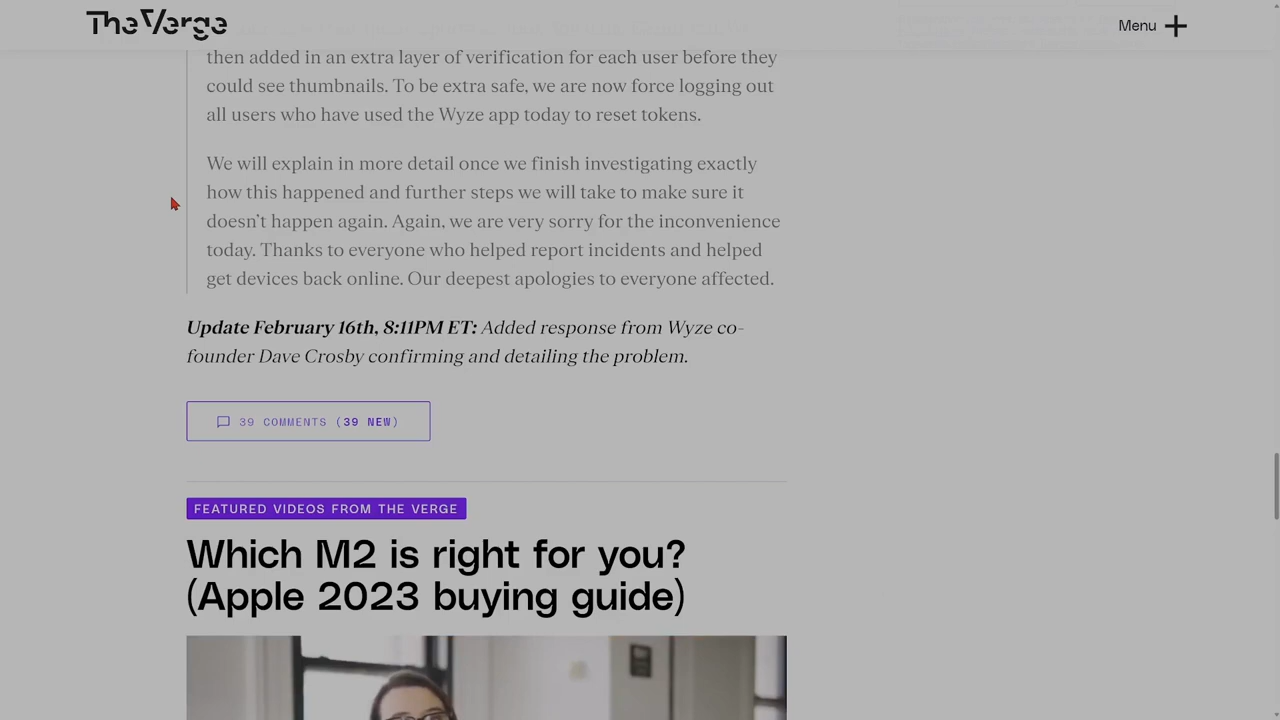 The Verge
Menu
then added in an extra layer of verification for each user before they
could see thumbnails. To be extra safe, we are now force logging out
all users who have used the Wyze app today to reset tokens.
We will explain in more detail once we finish investigating exactly
how this happened and further steps we will take to make sure it
doesn’t happen again. Again, we are very sorry for the inconvenience
today. Thanks to everyone who helped report incidents and helped
get devices back online. Our deepest apologies to everyone affected.
Update February 16th, 8:11PM ET: Added response from Wyze co-
founder Dave Crosby confirming and detailing the problem.
39 COMMENTS (39 NEW)
FEATURED VIDEOS FROM THE VERGE
Which M2 is right for you?
(Apple 2023 buying guide)